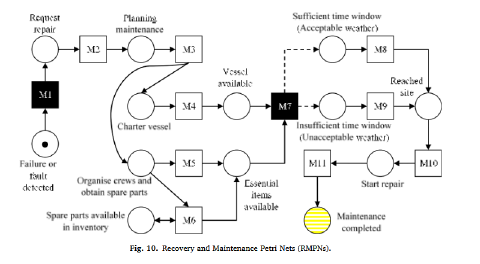 Request
repair
Planning
maintenance
Sufficient time window
(Acceptable weather)
M2
M3
M8
Vessel
available
Reached
site
M1
M4
M7
M9
Charter vessel
Insufficient time window
(Unacceptable weather)
Failure or
fault
detected
M5
M11
M10
Organise crews and
obtain spare parts
Essential
items
available
Start repair
Spare parts available
in inventory
M6
Maintenance
completed
Fig. 10. Recovery and Maintenance Petri Nets (RMPNs).